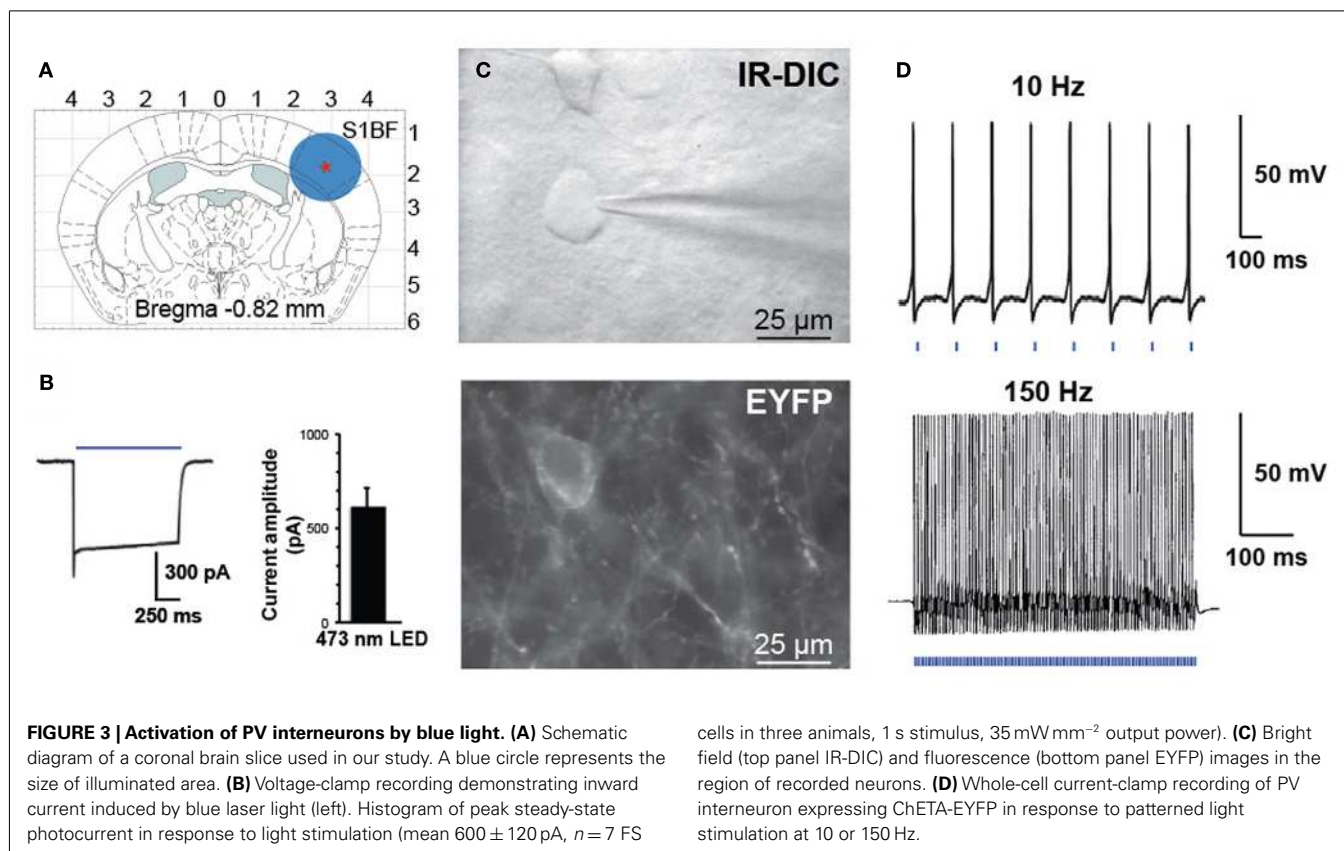 A
4 3 2 1 0 1 2 3 4
S1BF
1
2
3
4
5
6
Bregma -0.82 mm
B
300 pA
250 ms
Current amplitude
(pA)
1000
500
0
473 nm LED
C
IR-DIC
25 µm
EYFP
25 µm
D
10 Hz
50 mV
100 ms
150 Hz
50 mV
100 ms
FIGURE 3 | Activation of PV interneurons by blue light. (A) Schematic
diagram of a coronal brain slice used in our study. A blue circle represents the
size of illuminated area. (B) Voltage-clamp recording demonstrating inward
current induced by blue laser light (left). Histogram of peak steady-state
photocurrent in response to light stimulation (mean 600 ± 120 pA, n = 7 FS
cells in three animals, 1 s stimulus, 35 mW mm⁻² output power). (C) Bright
field (top panel IR-DIC) and fluorescence (bottom panel EYFP) images in the
region of recorded neurons. (D) Whole-cell current-clamp recording of PV
interneuron expressing ChETA-EYFP in response to patterned light
stimulation at 10 or 150 Hz.